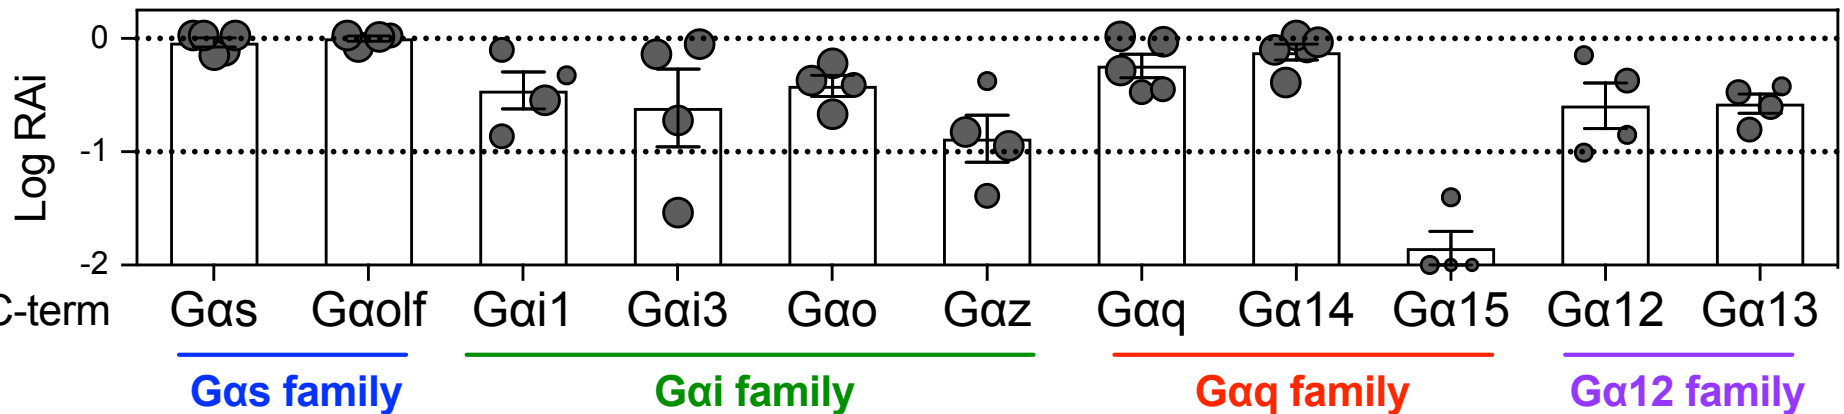 Log RAi
0
-1
-2
C-term Gαs Gαolf Gαi1 Gαi3 Gαo Gαz Gαq Gα14 Gα15 Gα12 Gα13
Gαs family Gαi family Gαq family Gα12 family